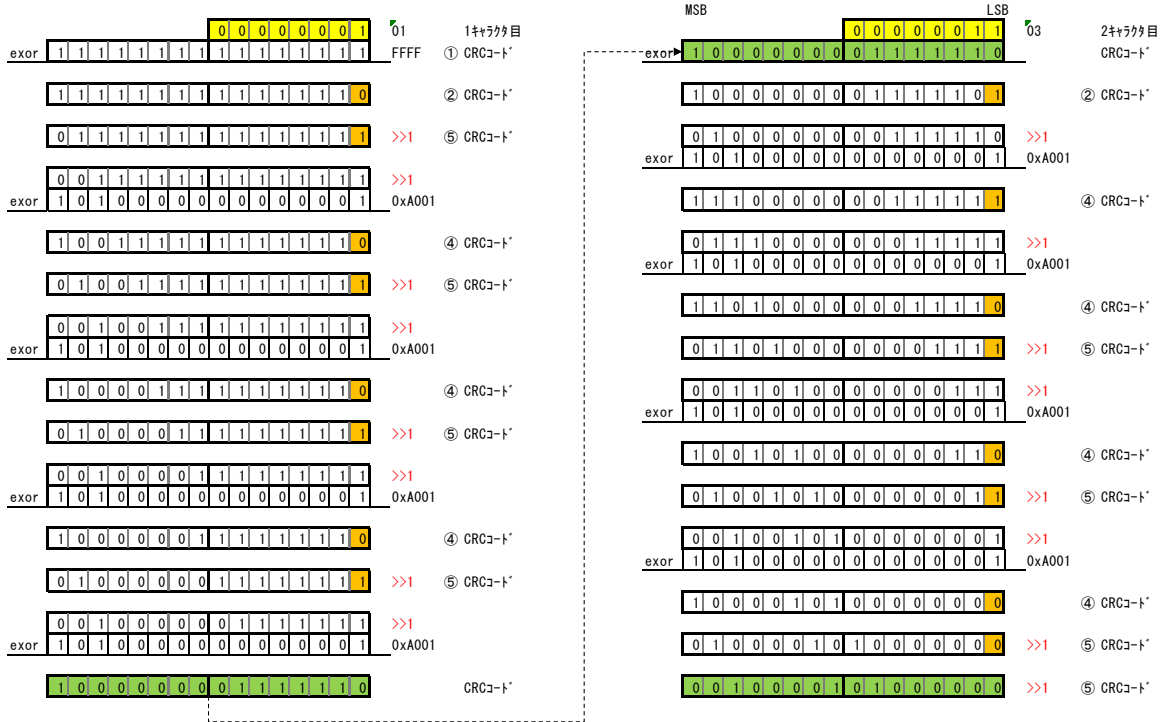 0 0 0 0 0 0 0 1 01 1ｷｬﾗｸﾀ目
exor 1 1 1 1 1 1 1 1 1 1 1 1 1 1 1 1 FFFF ① CRCｺｰﾄﾞ
1 1 1 1 1 1 1 1 1 1 1 1 1 1 1 0 ② CRCｺｰﾄﾞ
0 1 1 1 1 1 1 1 1 1 1 1 1 1 1 1 >>1 ⑤ CRCｺｰﾄﾞ
0 0 1 1 1 1 1 1 1 1 1 1 1 1 1 1 >>1
exor 1 0 1 0 0 0 0 0 0 0 0 0 0 0 0 1 0xA001
1 0 0 1 1 1 1 1 1 1 1 1 1 1 1 0 ④ CRCｺｰﾄﾞ
0 1 0 0 1 1 1 1 1 1 1 1 1 1 1 1 >>1 ⑤ CRCｺｰﾄﾞ
0 0 1 0 0 1 1 1 1 1 1 1 1 1 1 1 >>1
exor 1 0 1 0 0 0 0 0 0 0 0 0 0 0 0 1 0xA001
1 0 0 0 0 1 1 1 1 1 1 1 1 1 1 0 ④ CRCｺｰﾄﾞ
0 1 0 0 0 0 1 1 1 1 1 1 1 1 1 1 >>1 ⑤ CRCｺｰﾄﾞ
0 0 1 0 0 0 0 1 1 1 1 1 1 1 1 1 >>1
exor 1 0 1 0 0 0 0 0 0 0 0 0 0 0 0 1 0xA001
1 0 0 0 0 0 0 1 1 1 1 1 1 1 1 0 ④ CRCｺｰﾄﾞ
0 1 0 0 0 0 0 0 1 1 1 1 1 1 1 1 >>1 ⑤ CRCｺｰﾄﾞ
0 0 1 0 0 0 0 0 0 1 1 1 1 1 1 1 >>1
exor 1 0 1 0 0 0 0 0 0 0 0 0 0 0 0 1 0xA001
1 0 0 0 0 0 0 0 0 1 1 1 1 1 1 0 CRCｺｰﾄﾞ
MSB LSB
0 0 0 0 0 0 1 1 03 2ｷｬﾗｸﾀ目
exor 1 0 0 0 0 0 0 0 0 1 1 1 1 1 1 0 CRCｺｰﾄﾞ
1 0 0 0 0 0 0 0 0 1 1 1 1 1 0 1 ② CRCｺｰﾄﾞ
0 1 0 0 0 0 0 0 0 0 1 1 1 1 1 0 >>1
exor 1 0 1 0 0 0 0 0 0 0 0 0 0 0 0 1 0xA001
1 1 1 0 0 0 0 0 0 0 1 1 1 1 1 1 ④ CRCｺｰﾄﾞ
0 1 1 1 0 0 0 0 0 0 0 1 1 1 1 1 >>1
exor 1 0 1 0 0 0 0 0 0 0 0 0 0 0 0 1 0xA001
1 1 0 1 0 0 0 0 0 0 0 1 1 1 1 0 ④ CRCｺｰﾄﾞ
0 1 1 0 1 0 0 0 0 0 0 0 1 1 1 1 >>1 ⑤ CRCｺｰﾄﾞ
0 0 1 1 0 1 0 0 0 0 0 0 0 1 1 1 >>1
exor 1 0 1 0 0 0 0 0 0 0 0 0 0 0 0 1 0xA001
1 0 0 1 0 1 0 0 0 0 0 0 0 1 1 0 ④ CRCｺｰﾄﾞ
0 1 0 0 1 0 1 0 0 0 0 0 0 0 1 1 >>1 ⑤ CRCｺｰﾄﾞ
0 0 1 0 0 1 0 1 0 0 0 0 0 0 0 1 >>1
exor 1 0 1 0 0 0 0 0 0 0 0 0 0 0 0 1 0xA001
1 0 0 0 0 1 0 1 0 0 0 0 0 0 0 0 ④ CRCｺｰﾄﾞ
0 1 0 0 0 0 1 0 1 0 0 0 0 0 0 0 >>1 ⑤ CRCｺｰﾄﾞ
0 0 1 0 0 0 0 1 0 1 0 0 0 0 0 0 >>1 ⑤ CRCｺｰﾄﾞ